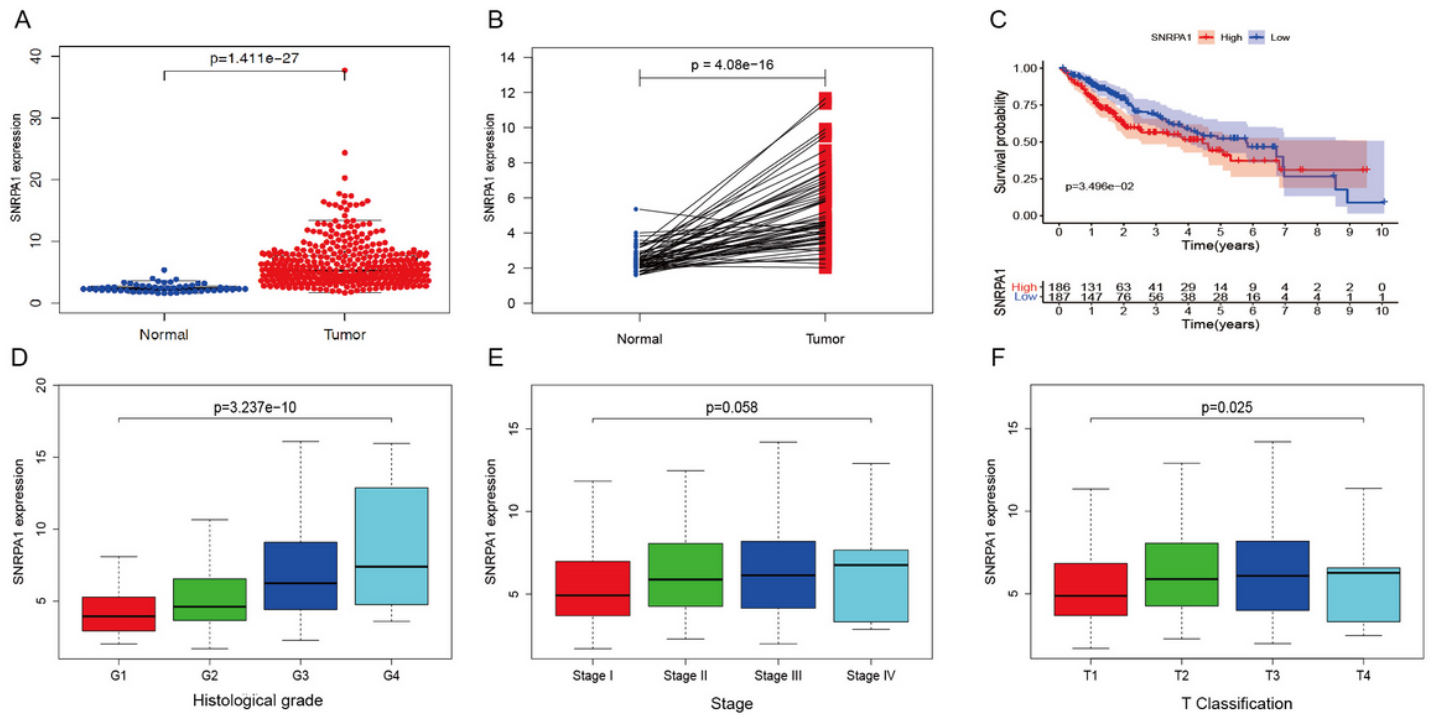 A
p=1.411e−27
40
30
20
10
0
SNRPA1 expression
Normal Tumor
B
p = 4.08e−16
14
12
10
8
6
4
2
0
SNRPA1 expression
Normal Tumor
C
SNRPA1 High Low
1.00
0.75
0.50
0.25
0.00
Survival probability
p=3.496e−02
0 1 2 3 4 5 6 7 8 9 10
Time(years)
SNRPA1
High 186 131 63 41 29 14 9 4 2 2 0
Low 187 147 76 56 38 28 16 4 4 1 1
0 1 2 3 4 5 6 7 8 9 10
Time(years)
D
p=3.237e−10
20
15
10
5
SNRPA1 expression
G1 G2 G3 G4
Histological grade
E
p=0.058
15
10
5
SNRPA1 expression
Stage I Stage II Stage III Stage IV
Stage
F
p=0.025
15
10
5
SNRPA1 expression
T1 T2 T3 T4
T Classification